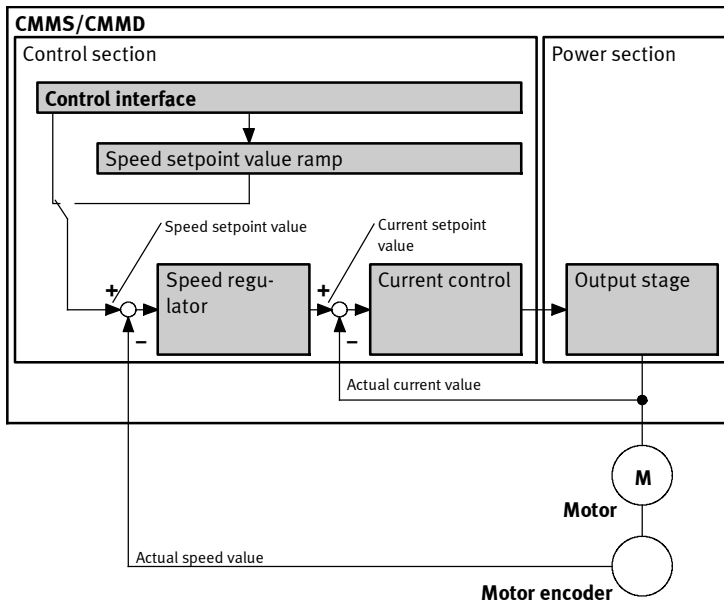 CMMS/CMMD
Control section
Power section
Control interface
Speed setpoint value ramp
Speed setpoint value
Current setpoint
value
+
+
Speed regu-
lator
Current control
Output stage
–
–
Actual current value
M
Motor
Actual speed value
Motor encoder